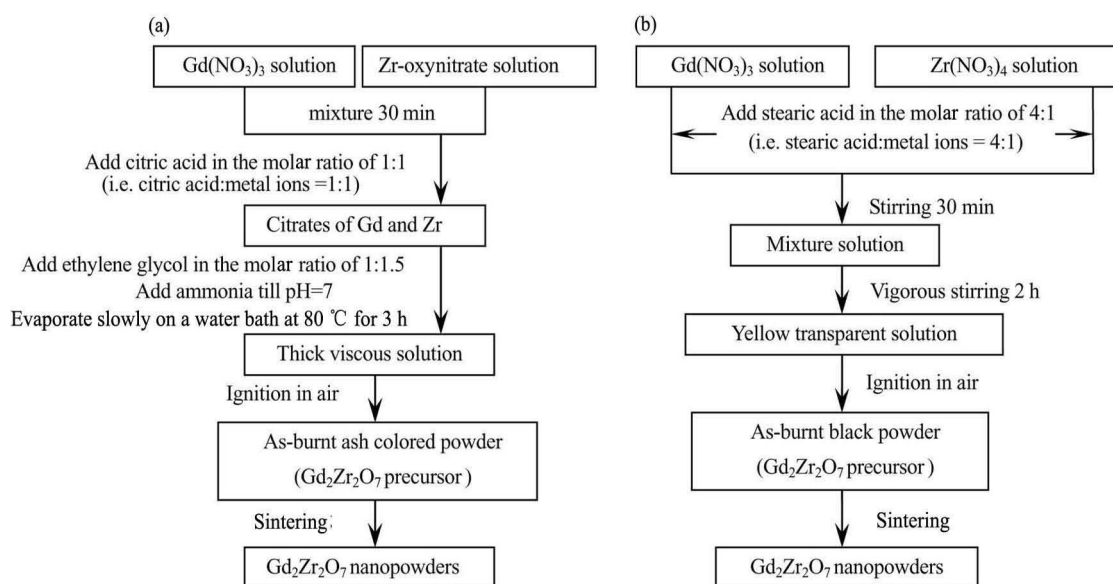 (a)
Gd(NO₃)₃ solution
Zr-oxynitrate solution
mixture 30 min
Add citric acid in the molar ratio of 1:1
(i.e. citric acid:metal ions =1:1)
Citrates of Gd and Zr
Add ethylene glycol in the molar ratio of 1:1.5
Add ammonia till pH=7
Evaporate slowly on a water bath at 80 ℃ for 3 h
Thick viscous solution
Ignition in air
As-burnt ash colored powder
(Gd₂Zr₂O₇ precursor)
Sintering
Gd₂Zr₂O₇ nanopowders
(b)
Gd(NO₃)₃ solution
Zr(NO₃)₄ solution
Add stearic acid in the molar ratio of 4:1
(i.e. stearic acid:metal ions = 4:1)
Stirring 30 min
Mixture solution
Vigorous stirring 2 h
Yellow transparent solution
Ignition in air
As-burnt black powder
(Gd₂Zr₂O₇ precursor)
Sintering
Gd₂Zr₂O₇ nanopowders